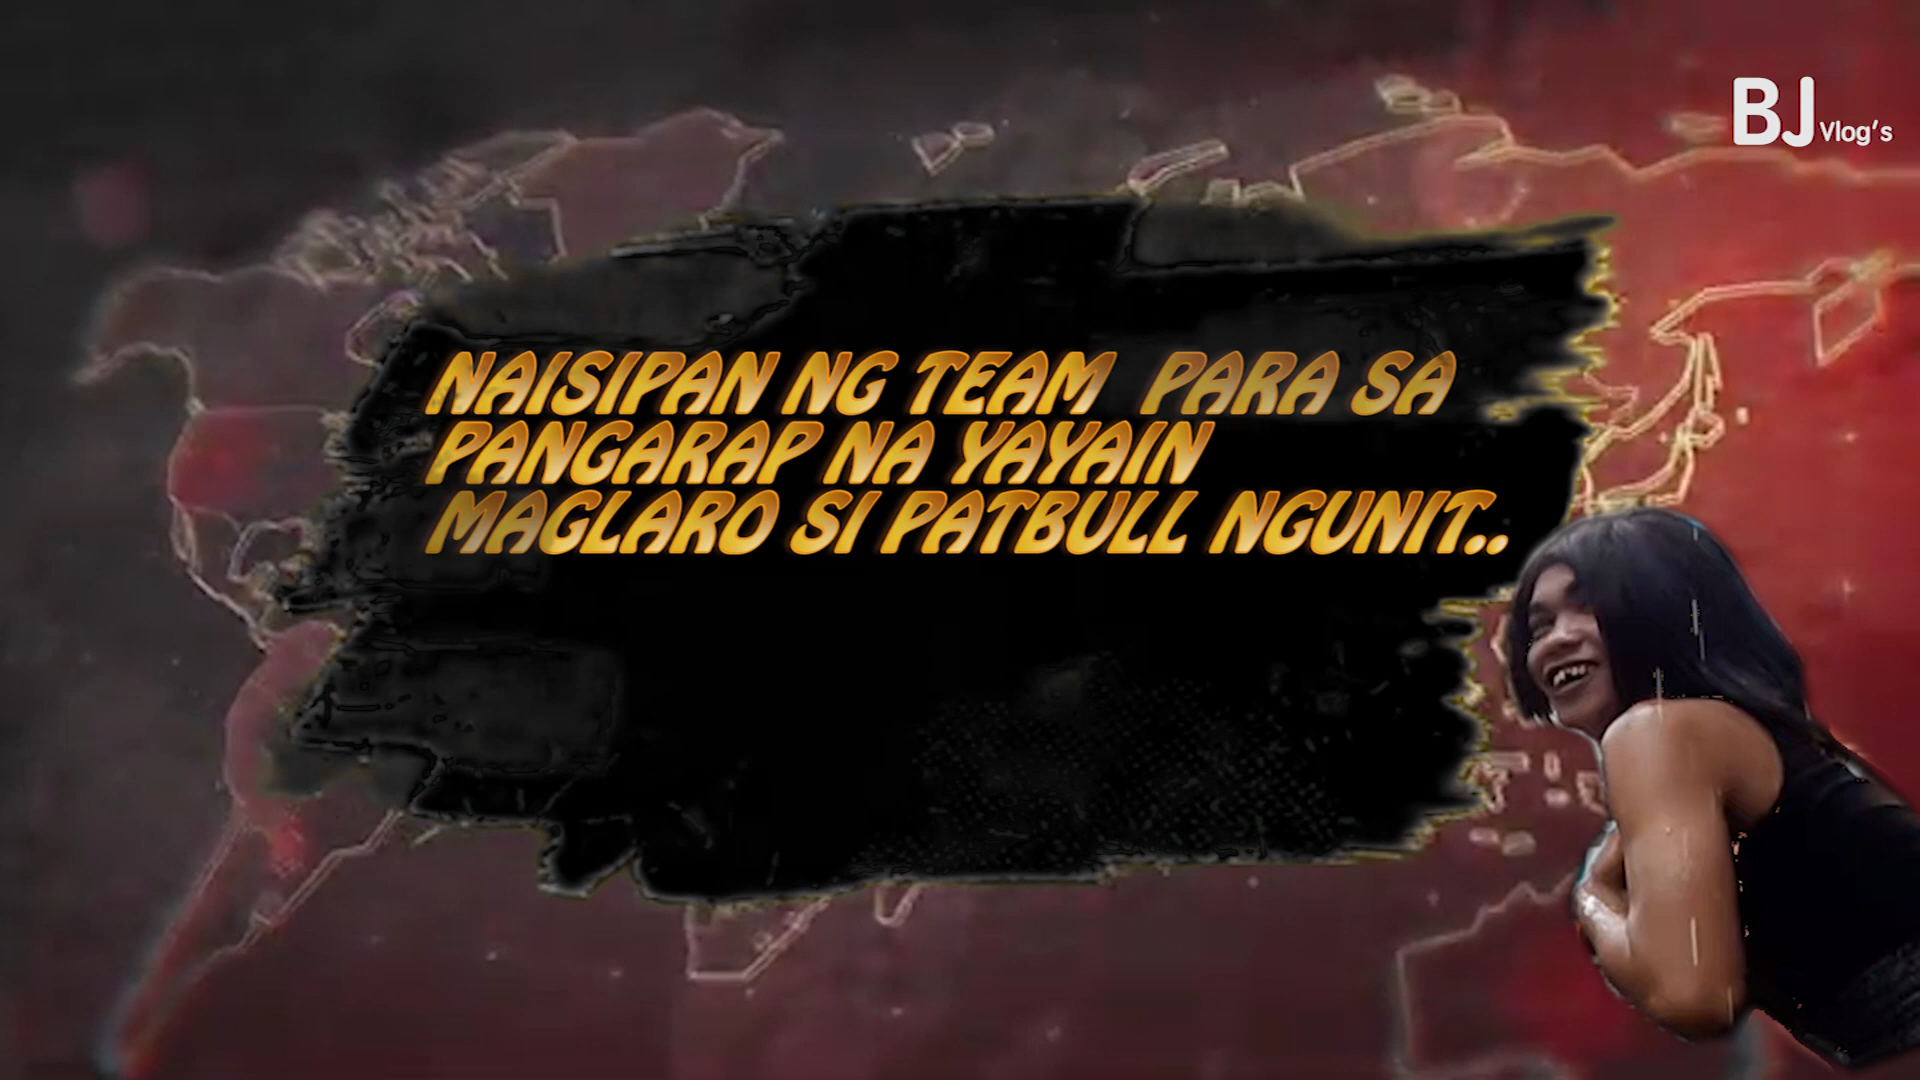 BJ Vlog's
NAISIPAN NG TEAM PARA SA
PANGARAP NA YAYAIN
MAGLARO SI PATBULL NGUNIT..